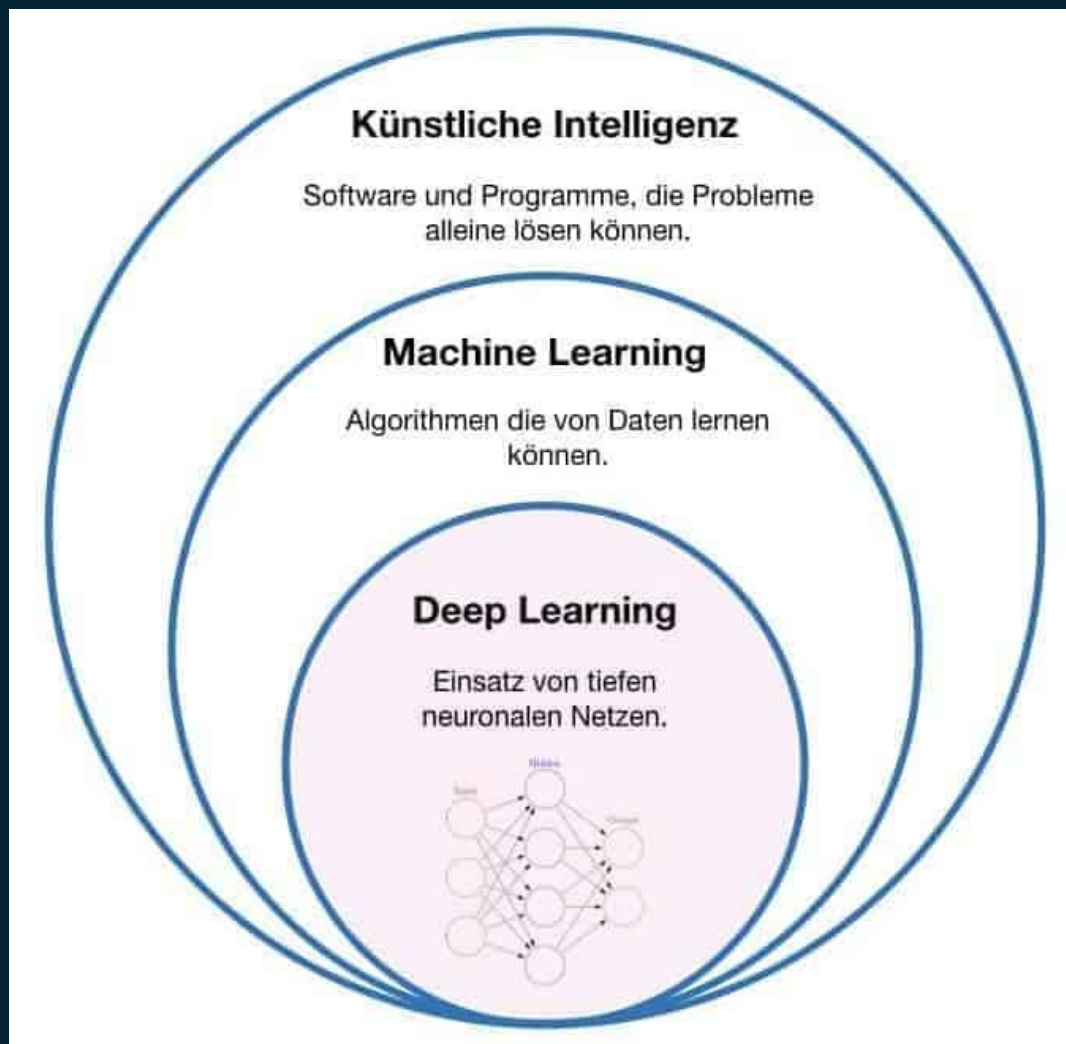 Künstliche Intelligenz
Software und Programme, die Probleme
alleine lösen können.
Machine Learning
Algorithmen die von Daten lernen
können.
Deep Learning
Einsatz von tiefen
neuronalen Netzen.